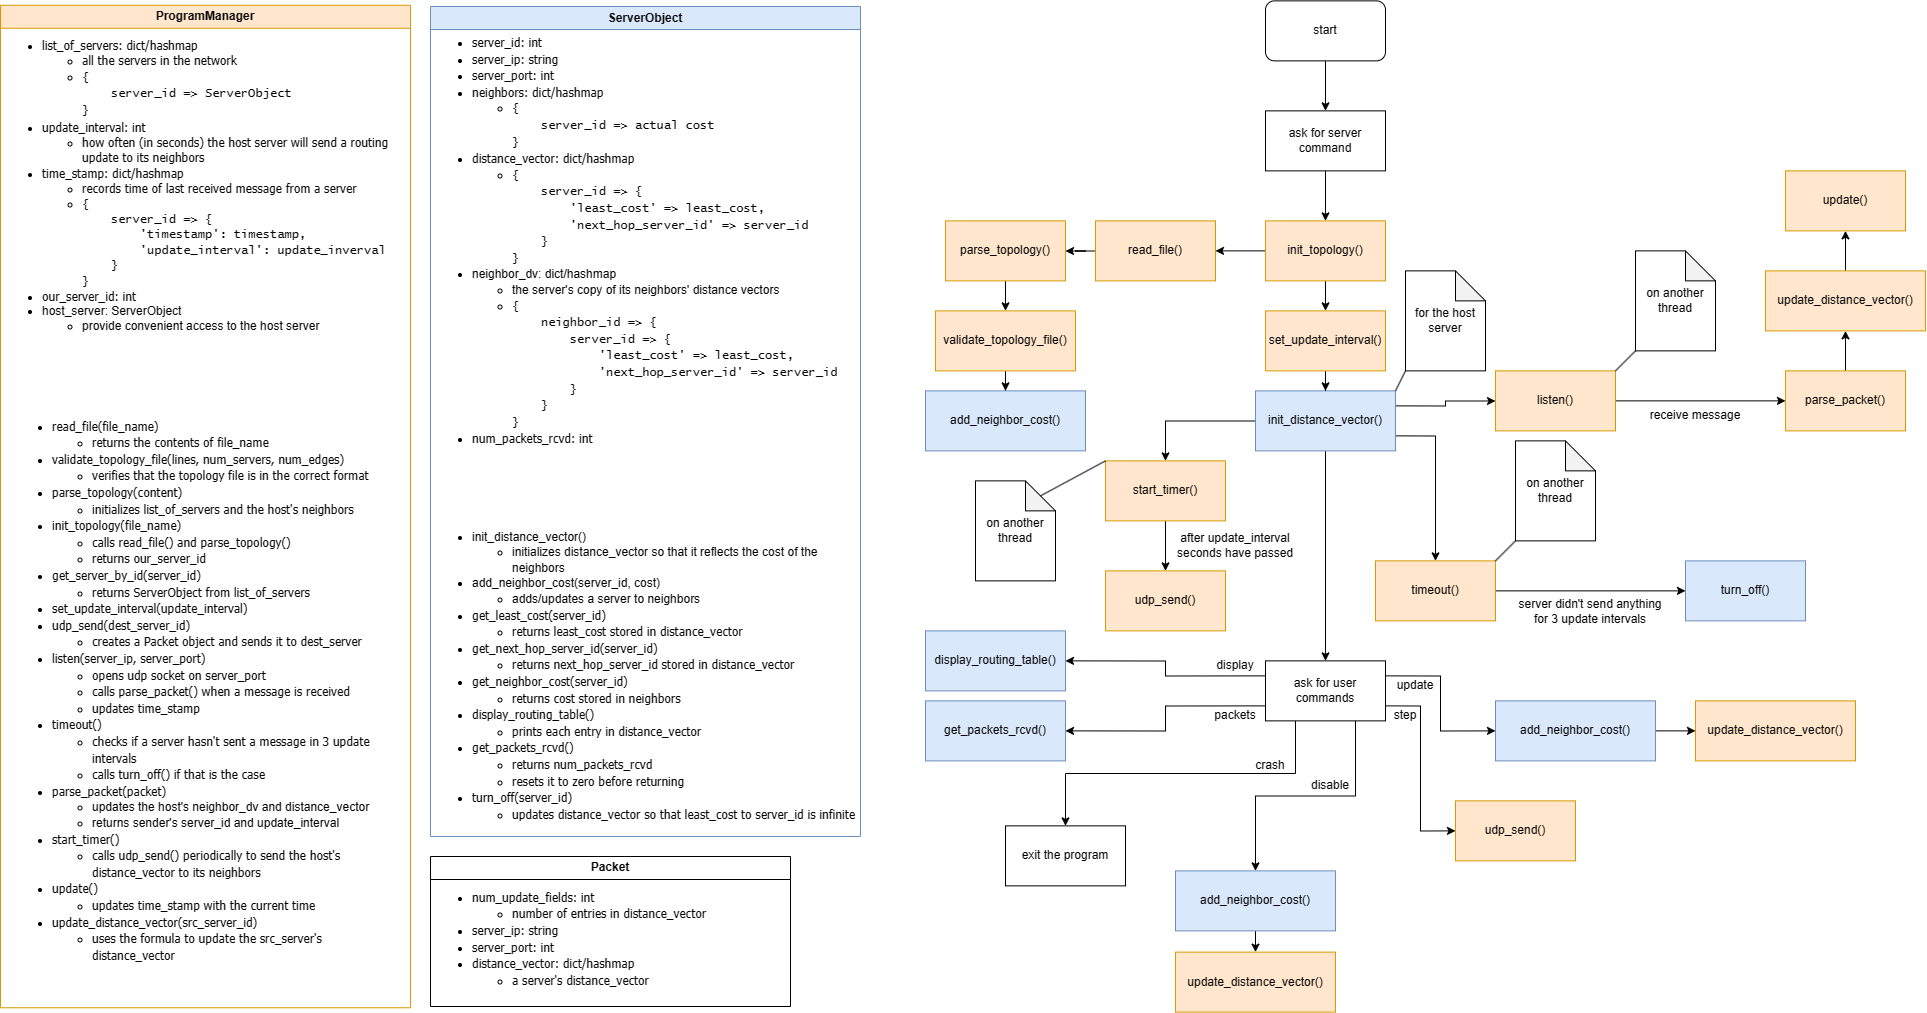 ProgramManager
list_of_servers: dict/hashmap
all the servers in the network
{
server_id => ServerObject
}
update_interval: int
how often (in seconds) the host server will send a routing
update to its neighbors
time_stamp: dict/hashmap
records time of last received message from a server
{
server_id => {
'timestamp': timestamp,
'update_interval': update_inverval
}
}
our_server_id: int
host_server: ServerObject
provide convenient access to the host server
read_file(file_name)
returns the contents of file_name
validate_topology_file(lines, num_servers, num_edges)
verifies that the topology file is in the correct format
parse_topology(content)
initializes list_of_servers and the host's neighbors
init_topology(file_name)
calls read_file() and parse_topology()
returns our_server_id
get_server_by_id(server_id)
returns ServerObject from list_of_servers
set_update_interval(update_interval)
udp_send(dest_server_id)
creates a Packet object and sends it to dest_server
listen(server_ip, server_port)
opens udp socket on server_port
calls parse_packet() when a message is received
updates time_stamp
timeout()
checks if a server hasn't sent a message in 3 update
intervals
calls turn_off() if that is the case
parse_packet(packet)
updates the host's neighbor_dv and distance_vector
returns sender's server_id and update_interval
start_timer()
calls udp_send() periodically to send the host's
distance_vector to its neighbors
update()
updates time_stamp with the current time
update_distance_vector(src_server_id)
uses the formula to update the src_server's
distance_vector
ServerObject
server_id: int
server_ip: string
server_port: int
neighbors: dict/hashmap
{
server_id => actual cost
}
distance_vector: dict/hashmap
{
server_id => {
'least_cost' => least_cost,
'next_hop_server_id' => server_id
}
}
neighbor_dv: dict/hashmap
the server's copy of its neighbors' distance vectors
{
neighbor_id => {
server_id => {
'least_cost' => least_cost,
'next_hop_server_id' => server_id
}
}
}
num_packets_rcvd: int
init_distance_vector()
initializes distance_vector so that it reflects the cost of the
neighbors
add_neighbor_cost(server_id, cost)
adds/updates a server to neighbors
get_least_cost(server_id)
returns least_cost stored in distance_vector
get_next_hop_server_id(server_id)
returns next_hop_server_id stored in distance_vector
get_neighbor_cost(server_id)
returns cost stored in neighbors
display_routing_table()
prints each entry in distance_vector
get_packets_rcvd()
returns num_packets_rcvd
resets it to zero before returning
turn_off(server_id)
updates distance_vector so that least_cost to server_id is infinite
Packet
num_update_fields: int
number of entries in distance_vector
server_ip: string
server_port: int
distance_vector: dict/hashmap
a server's distance_vector
start
ask for server
command
init_topology()
read_file()
parse_topology()
validate_topology_file()
add_neighbor_cost()
set_update_interval()
init_distance_vector()
for the host
server
listen()
on another
thread
receive message
parse_packet()
update_distance_vector()
update()
start_timer()
on another
thread
after update_interval
seconds have passed
udp_send()
timeout()
on another
thread
server didn't send anything
for 3 update intervals
turn_off()
ask for user
commands
display
display_routing_table()
packets
get_packets_rcvd()
crash
exit the program
disable
add_neighbor_cost()
update_distance_vector()
step
udp_send()
update
add_neighbor_cost()
update_distance_vector()